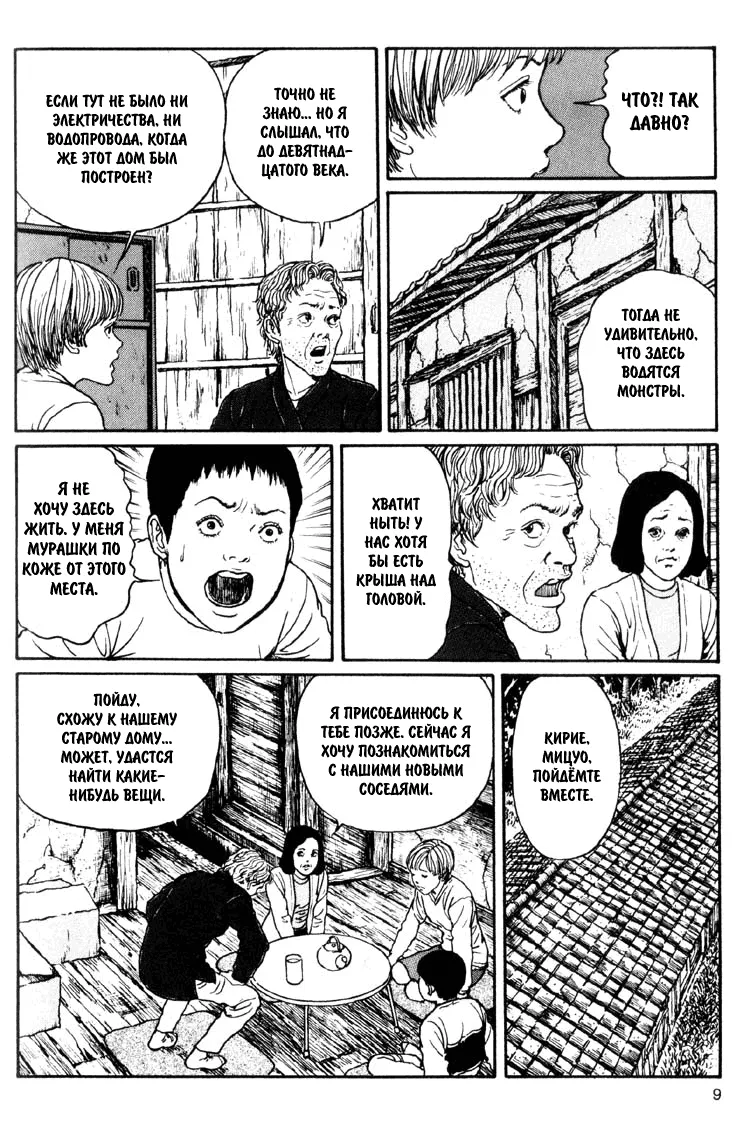 ЕСЛИ ТУТ НЕ БЫЛО НИ
ЭЛЕКТРИЧЕСТВА, НИ
ВОДОПРОВОДА, КОГДА
ЖЕ ЭТОТ ДОМ БЫЛ
ПОСТРОЕН?
ТОЧНО НЕ
ЗНАЮ... НО Я
СЛЫШАЛ, ЧТО
ДО ДЕВЯТНАД-
ЦАТОГО ВЕКА.
ЧТО?! ТАК
ДАВНО?
ТОГДА НЕ
УДИВИТЕЛЬНО,
ЧТО ЗДЕСЬ
ВОДЯТСЯ
МОНСТРЫ.
Я НЕ
ХОЧУ ЗДЕСЬ
ЖИТЬ. У МЕНЯ
МУРАШКИ ПО
КОЖЕ ОТ ЭТОГО
МЕСТА.
ХВАТИТ
НЫТЬ! У
НАС ХОТЯ
БЫ ЕСТЬ
КРЫША НАД
ГОЛОВОЙ.
ПОЙДУ,
СХОЖУ К НАШЕМУ
СТАРОМУ ДОМУ...
МОЖЕТ, УДАСТСЯ
НАЙТИ КАКИЕ-
НИБУДЬ ВЕЩИ.
Я ПРИСОЕДИНЮСЬ К
ТЕБЕ ПОЗЖЕ. СЕЙЧАС Я
ХОЧУ ПОЗНАКОМИТЬСЯ
С НАШИМИ НОВЫМИ
СОСЕДЯМИ.
КИРИЕ,
МИЦУО,
ПОЙДЁМТЕ
ВМЕСТЕ.
9